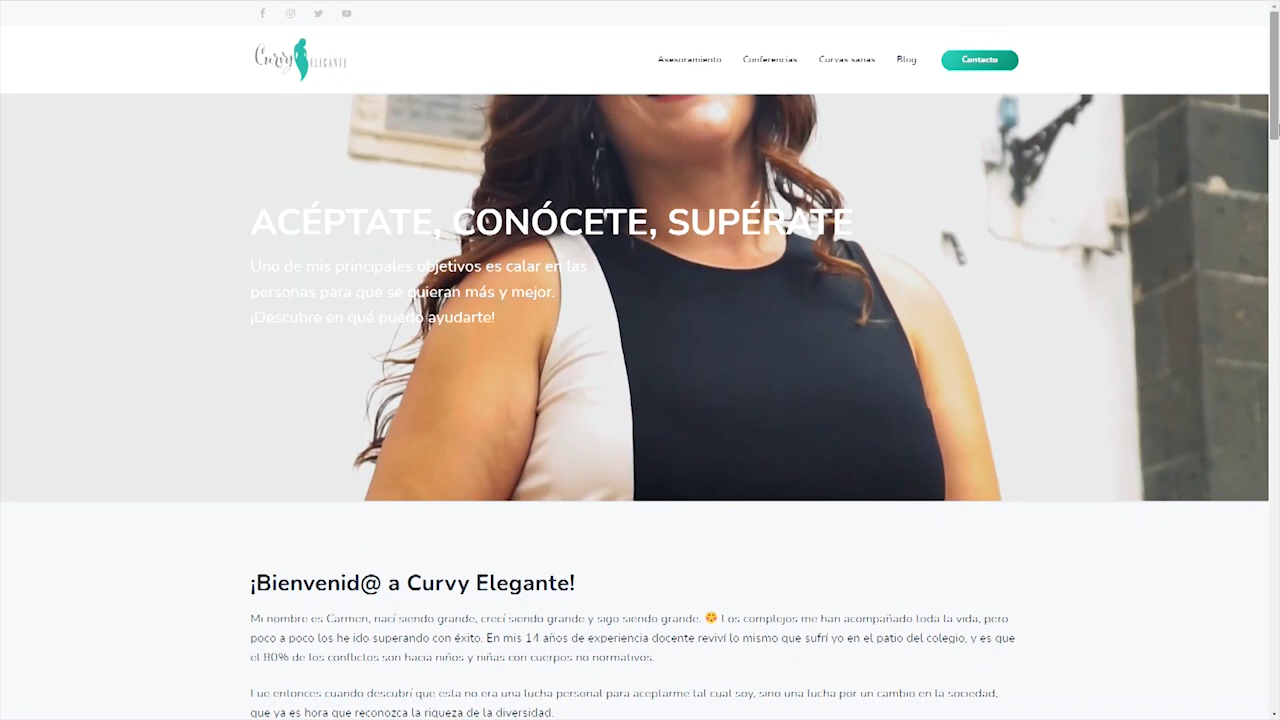 Curvy ELEGANTE
Asesoramiento Conferencias Curvas sanas Blog Contacto
ACÉPTATE, CONÓCETE, SUPÉRATE
Uno de mis principales objetivos es calar en las
personas para que se quieran más y mejor.
¡Descubre en qué puedo ayudarte!
¡Bienvenid@ a Curvy Elegante!
Mi nombre es Carmen, nací siendo grande, crecí siendo grande y sigo siendo grande. 🤗 Los complejos me han acompañado toda la vida, pero
poco a poco los he ido superando con éxito. En mis 14 años de experiencia docente reviví lo mismo que sufrí yo en el patio del colegio, y es que
el 80% de los conflictos son hacia niños y niñas con cuerpos no normativos.
Fue entonces cuando descubrí que esta no era una lucha personal para aceptarme tal cual soy, sino una lucha por un cambio en la sociedad,
que ya es hora que reconozca la riqueza de la diversidad.